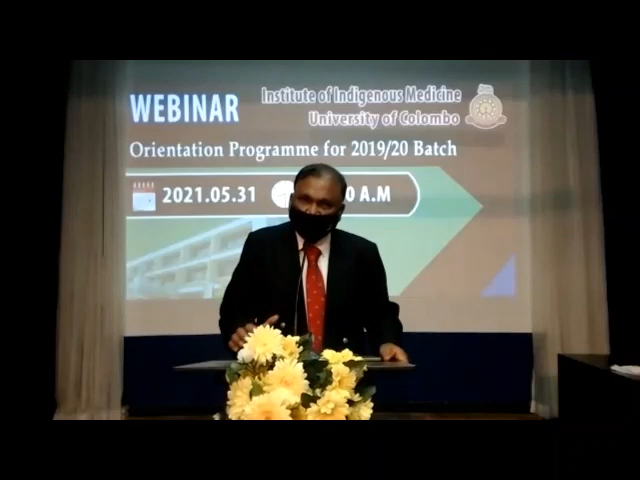 WEBINAR
Institute of Indigenous Medicine
University of Colombo
Orientation Programme for 2019/20 Batch
2021.05.31
0 A.M